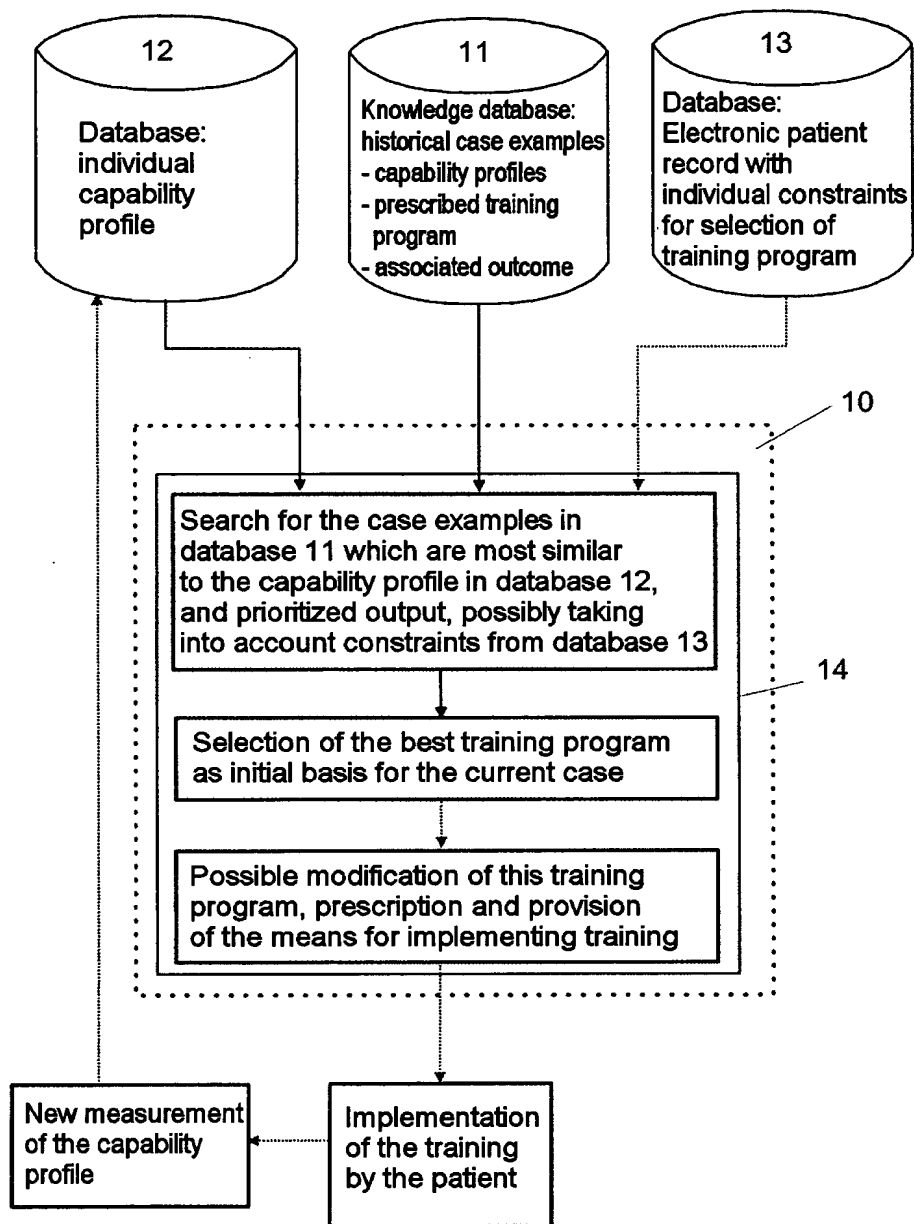 12
Database:
individual
capability
profile
11
Knowledge database:
historical case examples
- capability profiles
- prescribed training
program
- associated outcome
13
Database:
Electronic patient
record with
individual constraints
for selection of
training program
10
Search for the case examples in
database 11 which are most similar
to the capability profile in database 12,
and prioritized output, possibly taking
into account constraints from database 13
14
Selection of the best training program
as initial basis for the current case
Possible modification of this training
program, prescription and provision
of the means for implementing training
New measurement
of the capability
profile
Implementation
of the training
by the patient